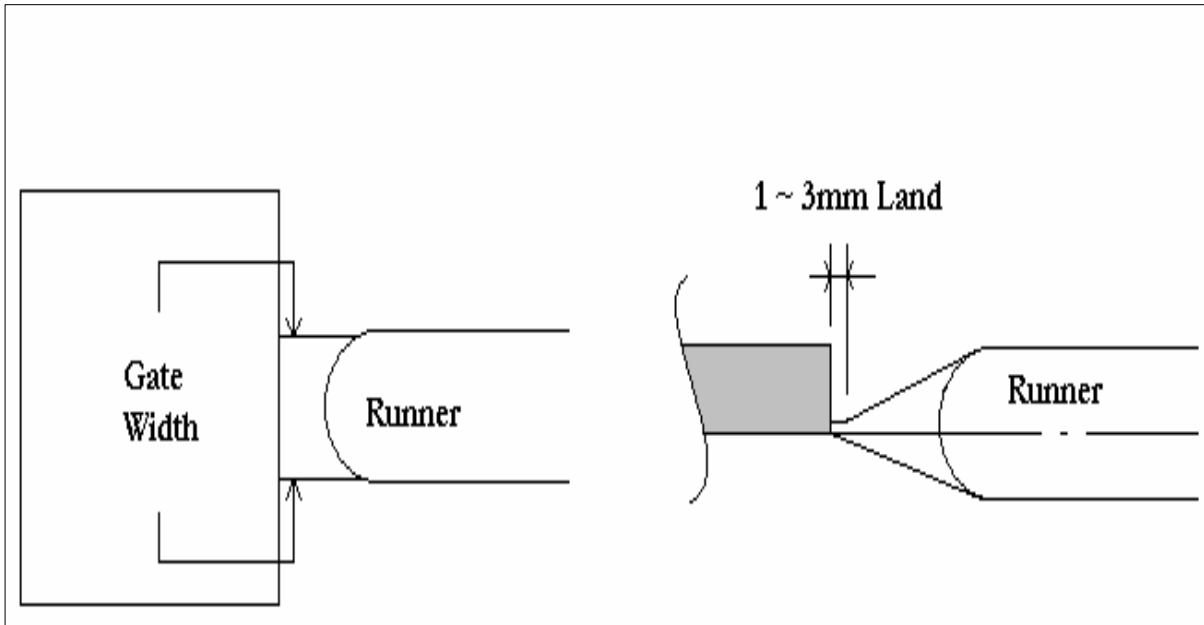 Gate
Width
Runner
1 ~ 3mm Land
Runner